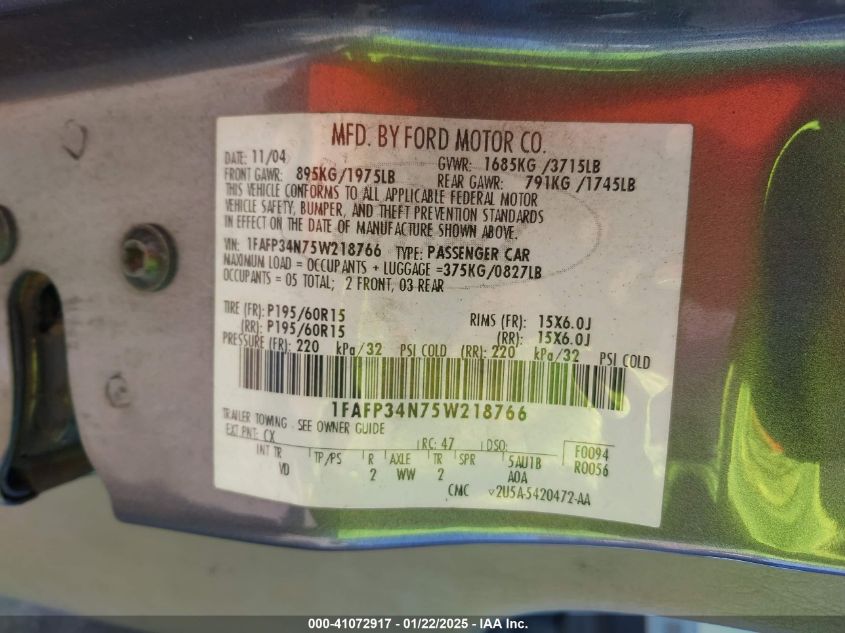 MFD. BY FORD MOTOR CO.
DATE: 11/04 GVWR: 1685KG /3715LB
FRONT GAWR: 895KG/1975LB REAR GAWR: 791KG /1745LB
THIS VEHICLE CONFORMS TO ALL APPLICABLE FEDERAL MOTOR
VEHICLE SAFETY, BUMPER, AND THEFT PREVENTION STANDARDS
IN EFFECT ON THE DATE OF MANUFACTURE SHOWN ABOVE.
VIN: 1FAFP34N75W218766 TYPE: PASSENGER CAR
MAXIMUM LOAD = OCCUPANTS + LUGGAGE =375KG/0827LB
OCCUPANTS = 05 TOTAL; 2 FRONT, 03 REAR
TIRE (FR): P195/60R15 RIMS (FR): 15X6.0J
(RR): P195/60R15 (RR): 15X6.0J
PRESSURE (FR): 220 kPa/32 PSI COLD (RR): 220 kPa/32 PSI COLD
1FAFP34N75W218766
TRAILER TOWING - SEE OWNER GUIDE
EXT PNT: CX RC: 47 DSO: F0094
INT TR TP/PS R AXLE TR SPR 5AU1B R0056
VD 2 WW 2 A0A
CMC v2U5A-5420472-AA
000-41072917 - 01/22/2025 - IAA Inc.